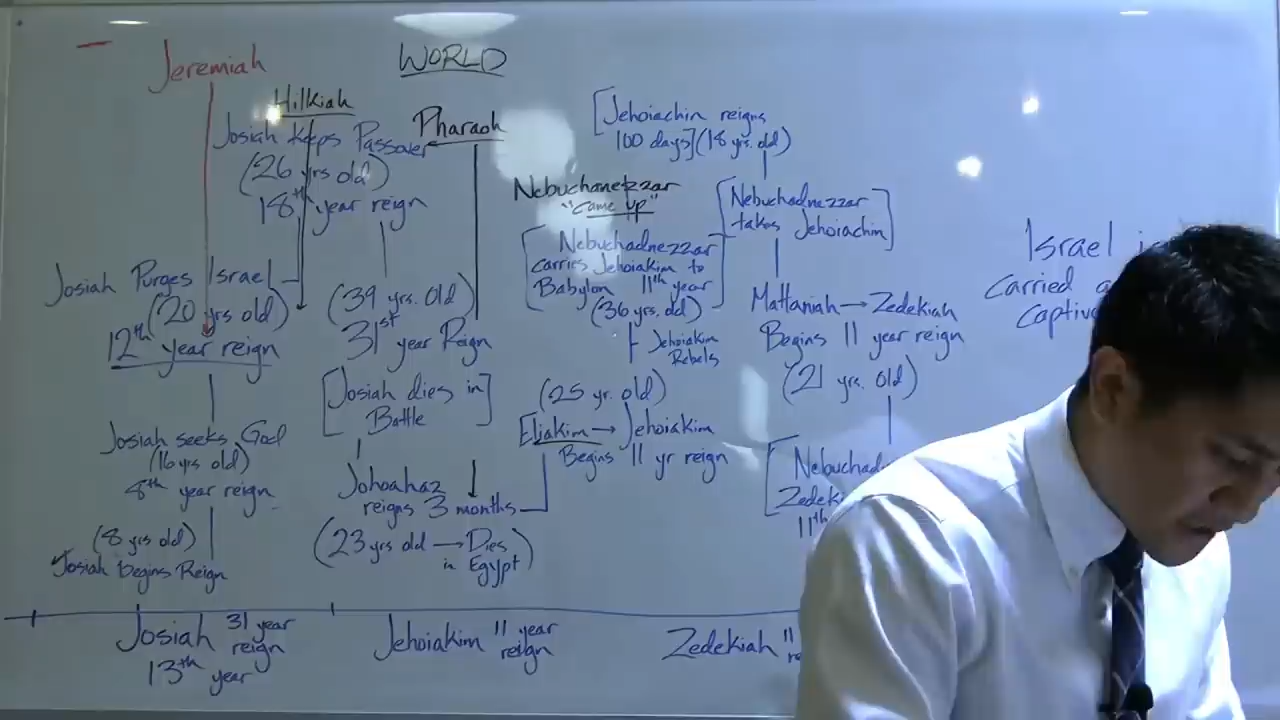 Jeremiah
WORLD
Hilkiah
Josiah Keeps Passover
(26 yrs old)
18th year reign
Pharaoh
[Jehoiachin reigns
100 days] (18 yrs. old)
Nebuchanezzar
"came up"
[Nebuchadnezzar
carries Jehoiakim to
Babylon 11th year]
(36 yrs. old)
Jehoiakim
Rebels
[Nebuchadnezzar
takes Jehoiachin]
Israel is
carried
captive
Josiah Purges Israel
(20 yrs old)
12th year reign
(39 yrs. Old)
31st year Reign
[Josiah dies in
Battle]
Mattaniah → Zedekiah
Begins 11 year reign
(21 yrs. Old)
(25 yr. old)
Eliakim → Jehoiakim
Begins 11 yr reign
Josiah seeks God
(16 yrs old)
8th year reign
Johoahaz
reigns 3 months
(23 yrs old → Dies
in Egypt)
(8 yrs old)
Josiah Begins Reign
11th
Josiah 31 year
reign
13th year
Jehoiakim 11 year
reign
Zedekiah 11